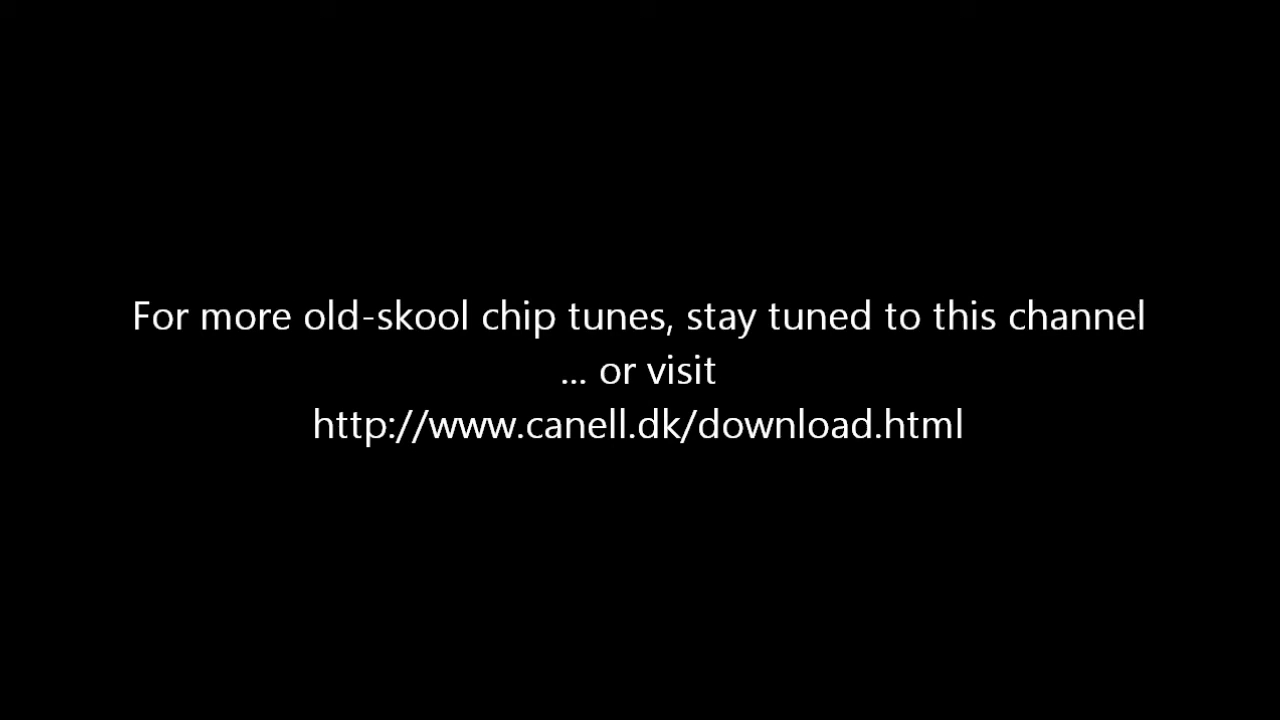 For more old-skool chip tunes, stay tuned to this channel
... or visit
http://www.canell.dk/download.html